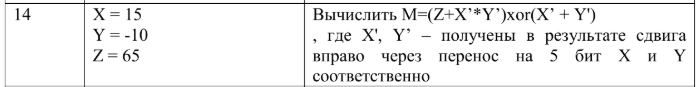 14
X = 15
Y = -10
Z = 65
Вычислить M=(Z+X’*Y’)xor(X’ + Y')
, где X', Y’ – получены в результате сдвига
вправо через перенос на 5 бит X и Y
соответственно